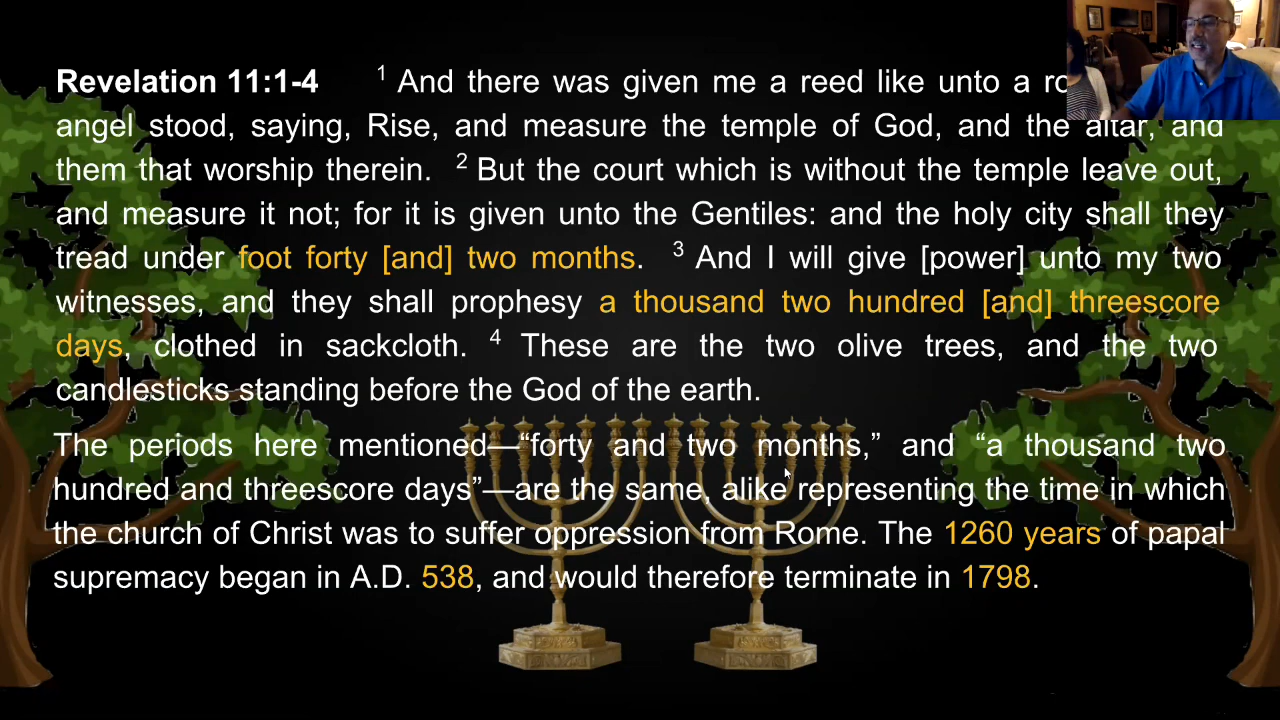 Revelation 11:1-4 1 And there was given me a reed like unto a
angel stood, saying, Rise, and measure the temple of God, and the altar, and
them that worship therein. 2 But the court which is without the temple leave out,
and measure it not; for it is given unto the Gentiles: and the holy city shall they
tread under foot forty [and] two months. 3 And I will give [power] unto my two
witnesses, and they shall prophesy a thousand two hundred [and] threescore
days, clothed in sackcloth. 4 These are the two olive trees, and the two
candlesticks standing before the God of the earth.
The periods here mentioned—“forty and two months,” and “a thousand two
hundred and threescore days”—are the same, alike representing the time in which
the church of Christ was to suffer oppression from Rome. The 1260 years of papal
supremacy began in A.D. 538, and would therefore terminate in 1798.